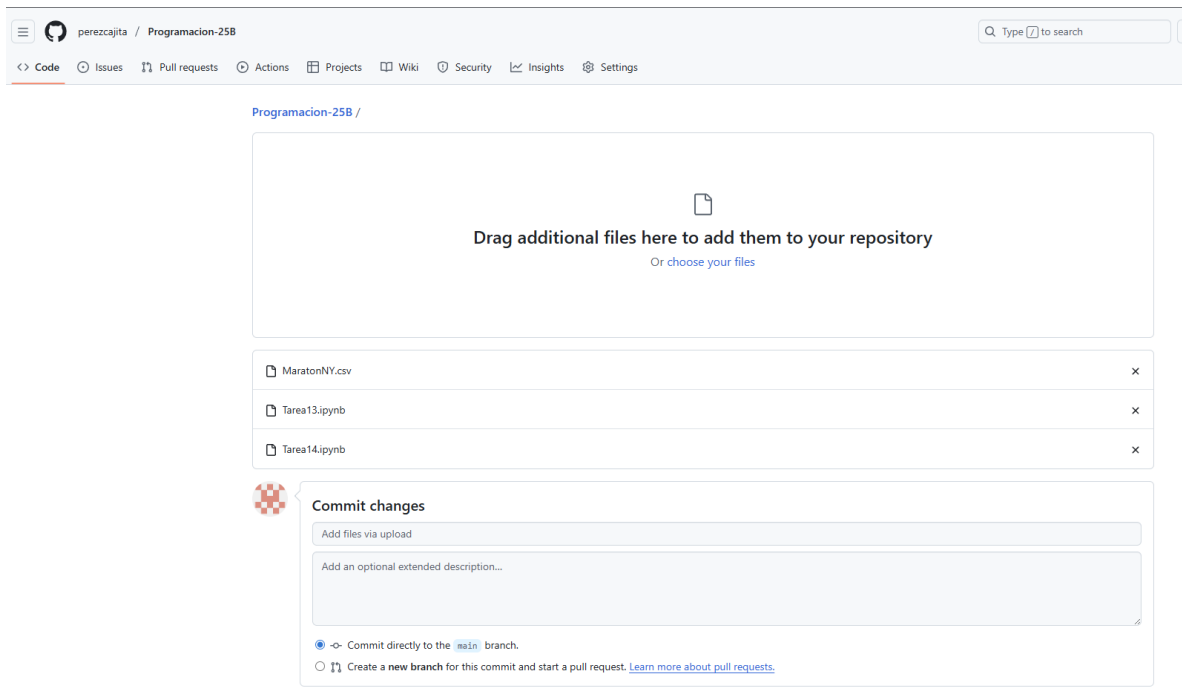 perezcajita / Programacion-25B
Type / to search
Code Issues Pull requests Actions Projects Wiki Security Insights Settings
Programacion-25B /
Drag additional files here to add them to your repository
Or choose your files
MaratonNY.csv
Tarea13.ipynb
Tarea14.ipynb
Commit changes
Add files via upload
Add an optional extended description...
Commit directly to the main branch.
Create a new branch for this commit and start a pull request. Learn more about pull requests.